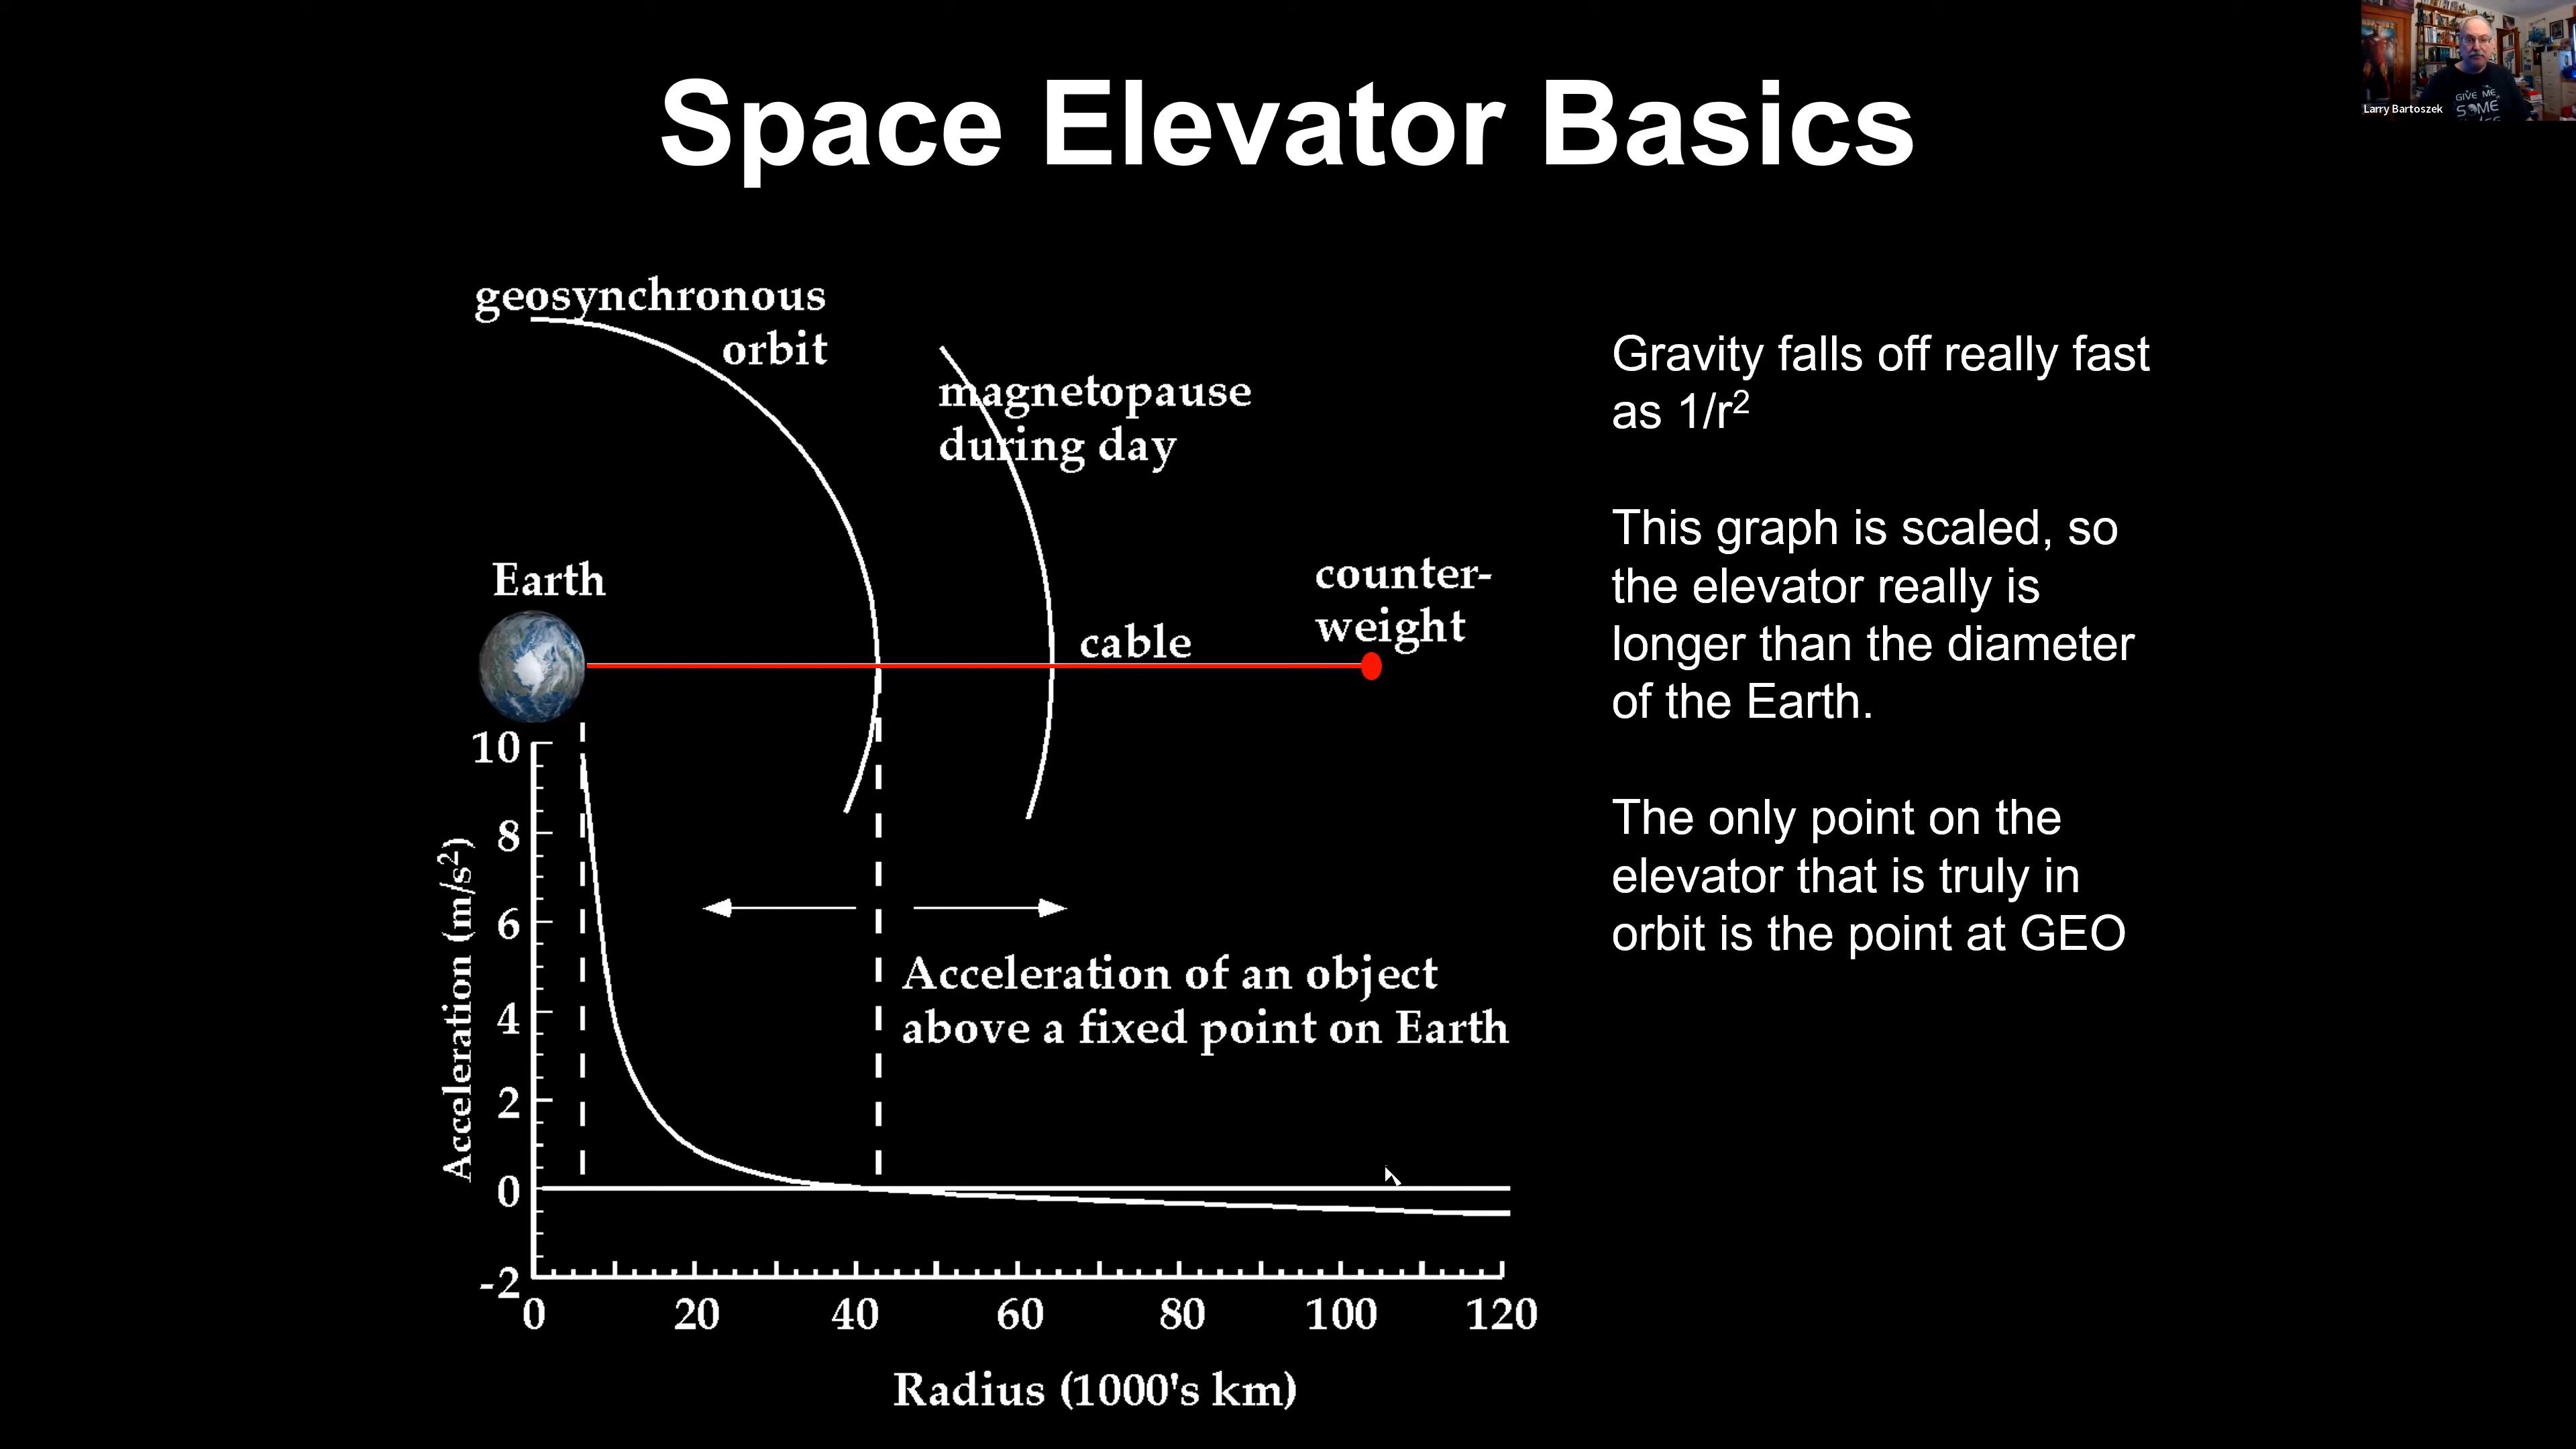 Space Elevator Basics
Larry Bartoszek
GIVE ME
SOME
geosynchronous
orbit
magnetopause
during day
Earth
counter-
weight
cable
Gravity falls off really fast
as 1/r²
This graph is scaled, so
the elevator really is
longer than the diameter
of the Earth.
The only point on the
elevator that is truly in
orbit is the point at GEO
10
8
6
4
2
0
-2
Acceleration (m/s²)
Acceleration of an object
above a fixed point on Earth
0 20 40 60 80 100 120
Radius (1000's km)